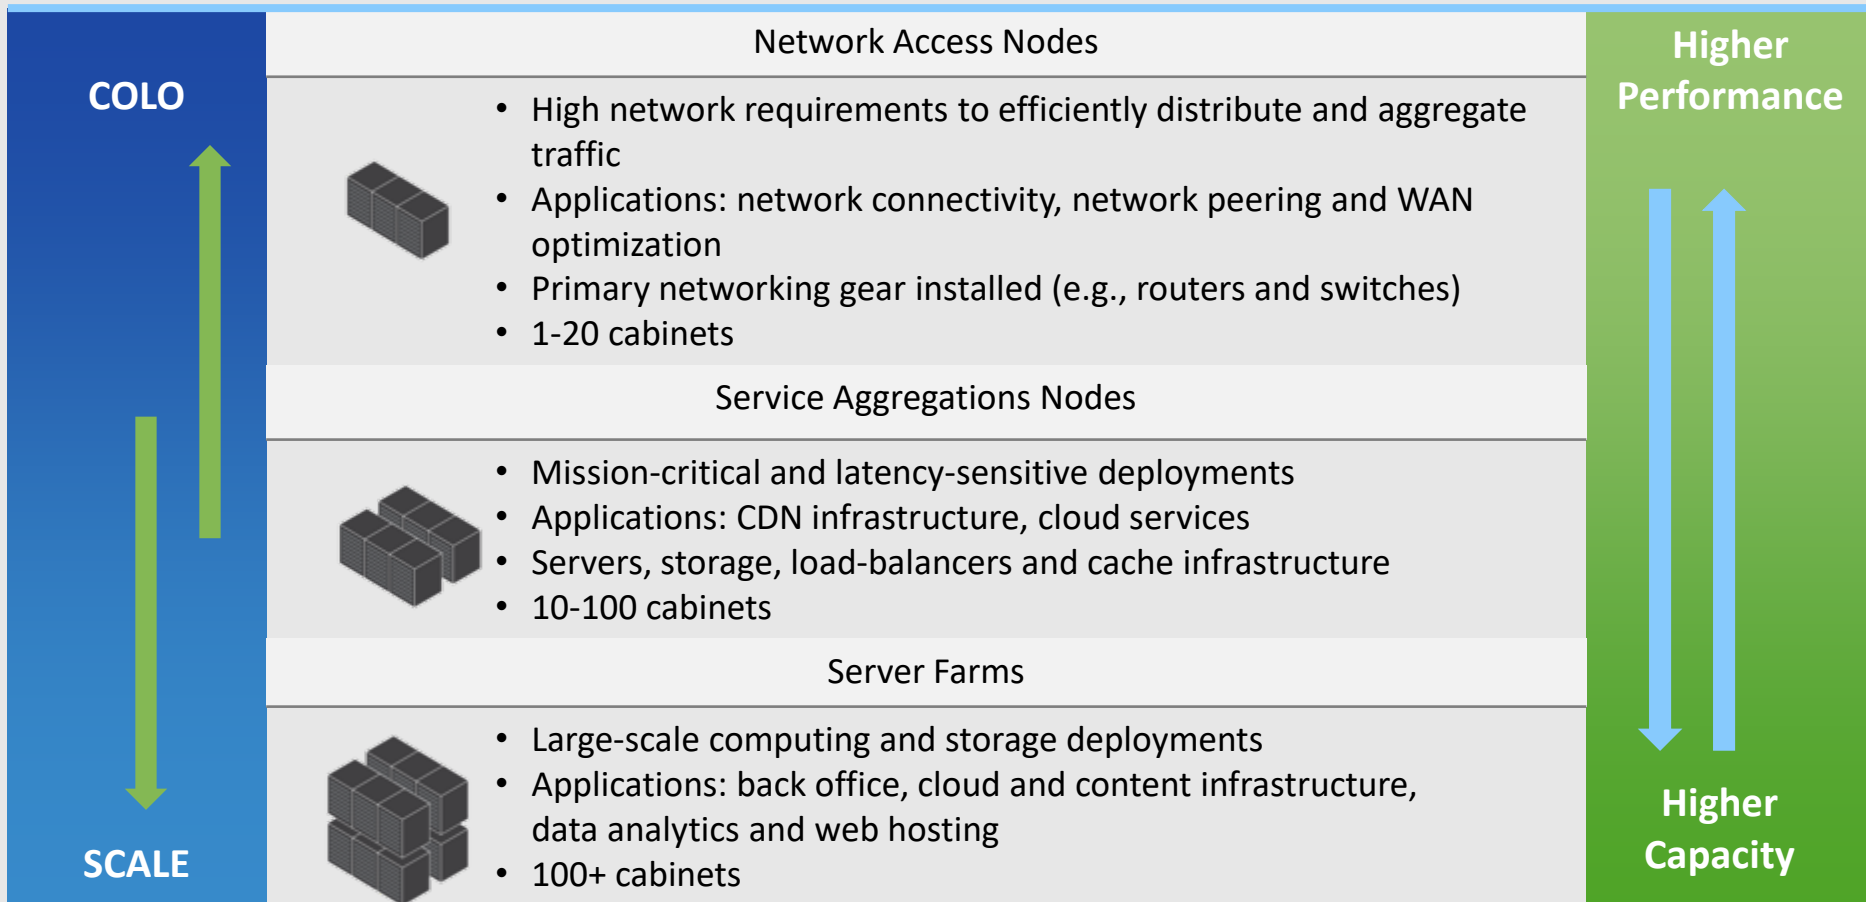 COLO
SCALE
Network Access Nodes
• High network requirements to efficiently distribute and aggregate
traffic
• Applications: network connectivity, network peering and WAN
optimization
• Primary networking gear installed (e.g., routers and switches)
• 1-20 cabinets
Service Aggregations Nodes
• Mission-critical and latency-sensitive deployments
• Applications: CDN infrastructure, cloud services
• Servers, storage, load-balancers and cache infrastructure
• 10-100 cabinets
Server Farms
• Large-scale computing and storage deployments
• Applications: back office, cloud and content infrastructure,
data analytics and web hosting
• 100+ cabinets
Higher
Performance
Higher
Capacity